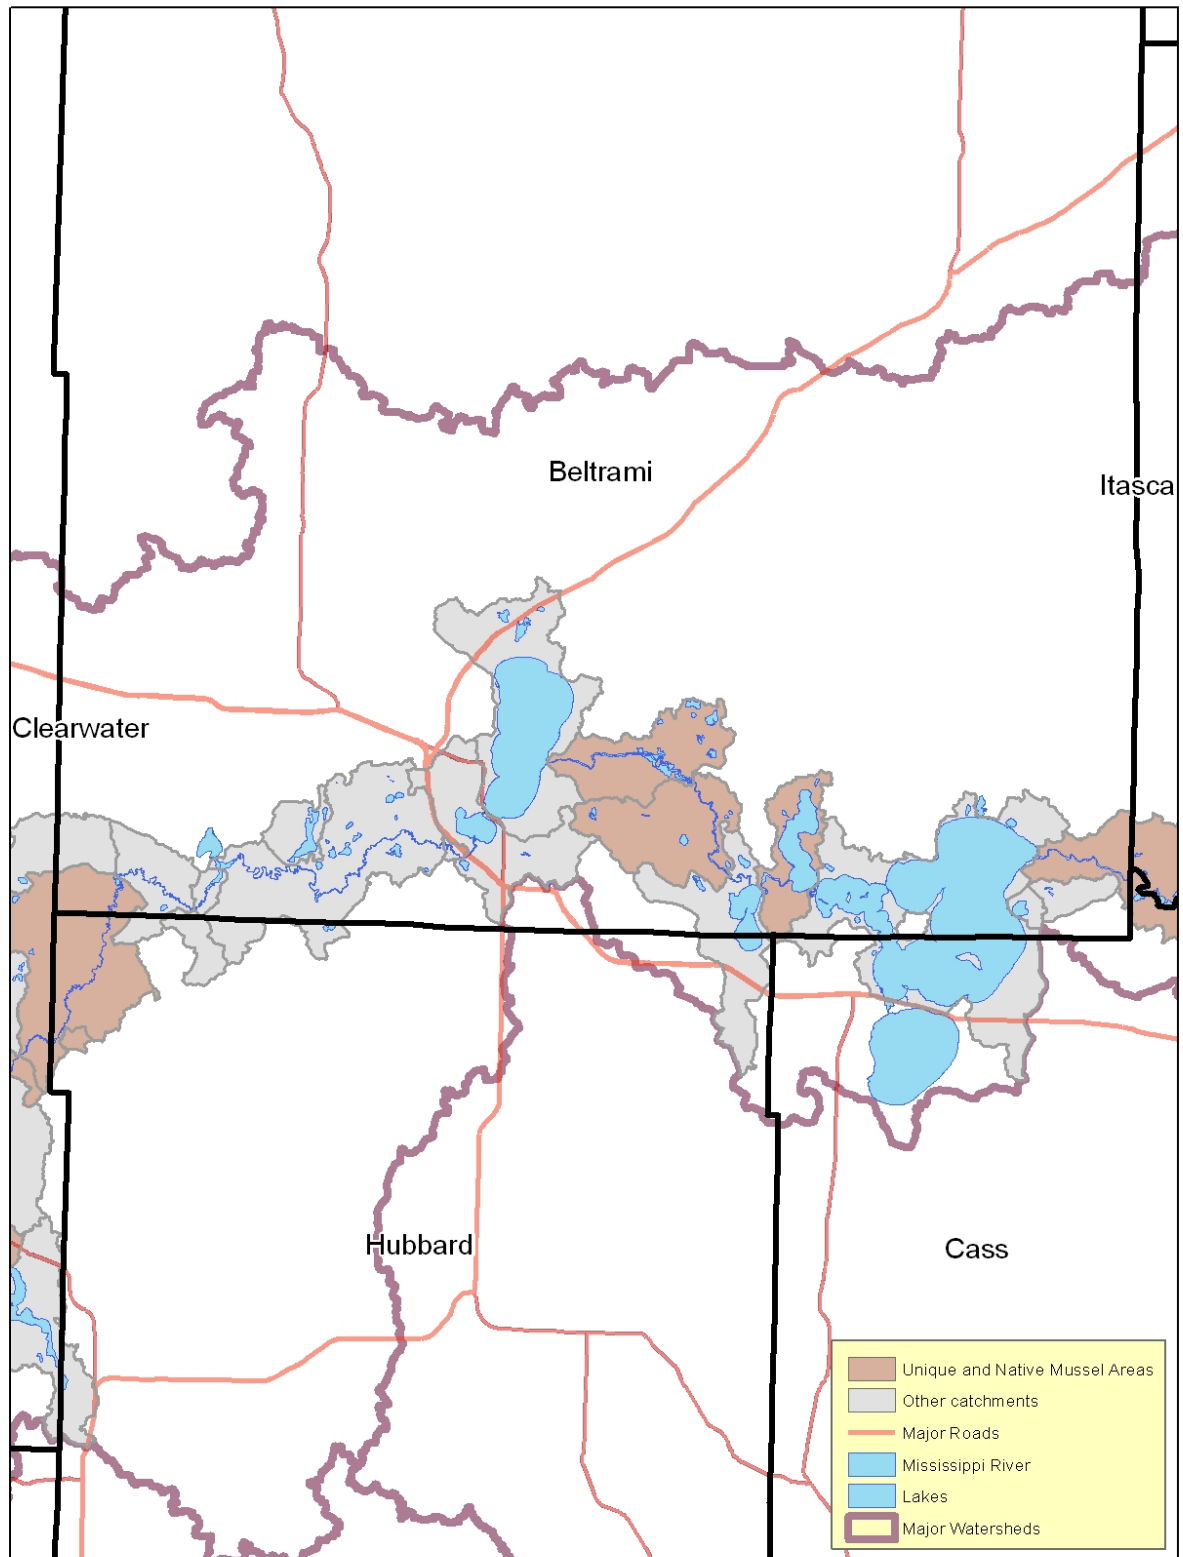 Beltrami
Itasca
Clearwater
Hubbard
Cass
Unique and Native Mussel Areas
Other catchments
Major Roads
Mississippi River
Lakes
Major Watersheds